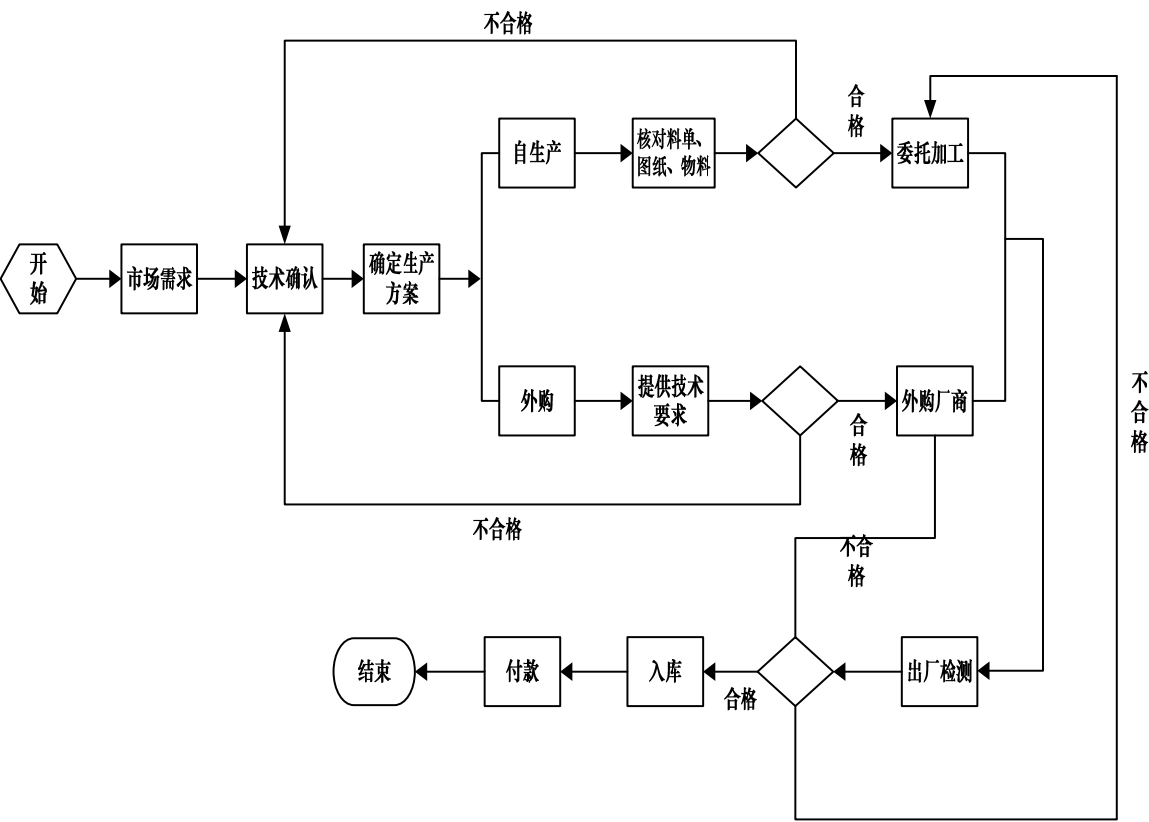 不合格
合
格
自生产
核对料单、
图纸、物料
委托加工
开
始
市场需求
技术确认
确定生产
方案
外购
提供技术
要求
合
格
外购厂商
不
合
格
不合格
不合
格
结束
付款
入库
合格
出厂检测